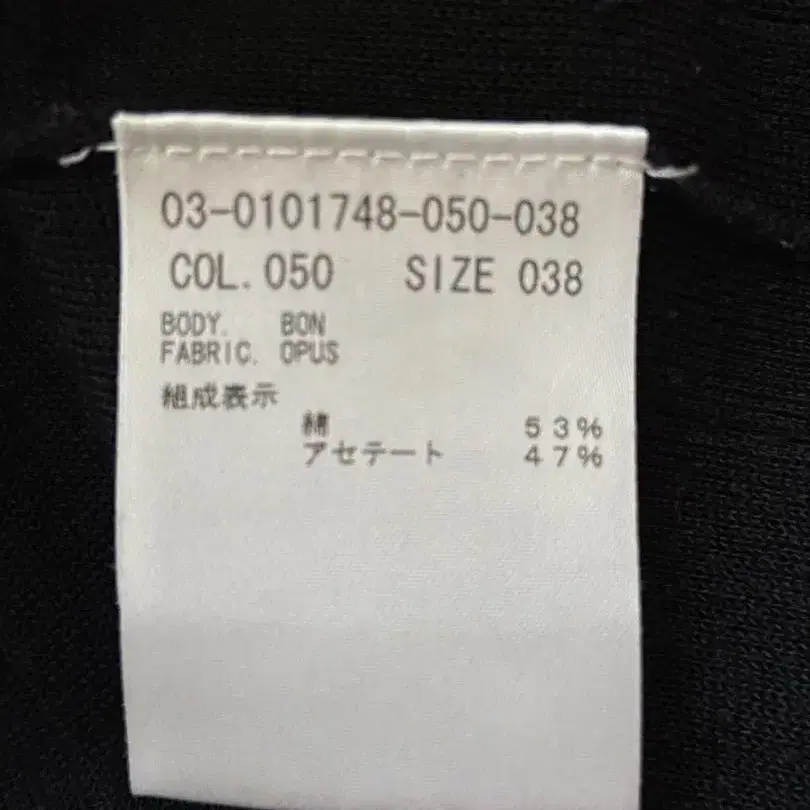 03-0101748-050-038
COL. 050 SIZE 038
BODY. BON
FABRIC. OPUS
組成表示
綿 53%
アセテート 47%